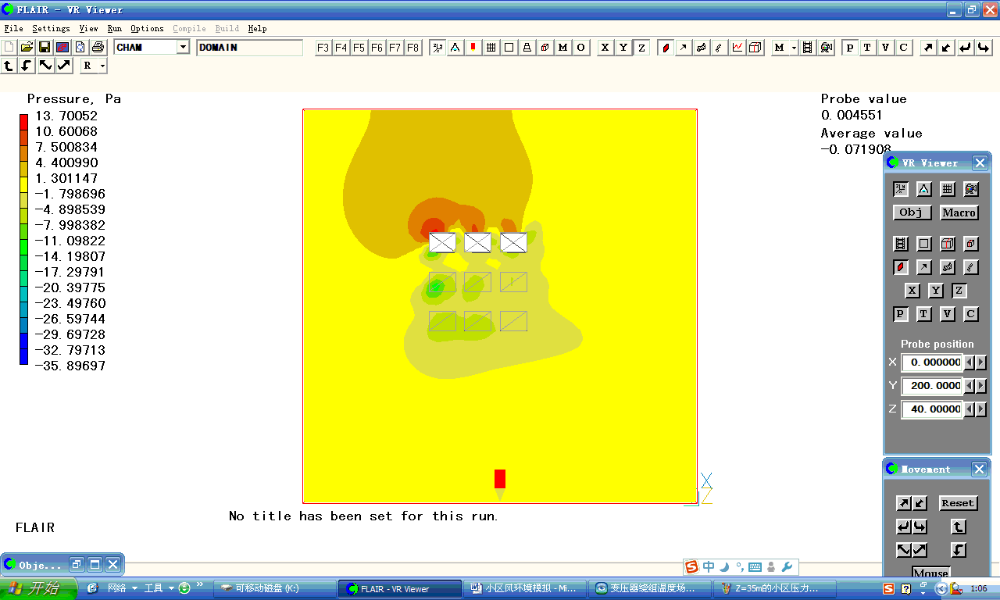 FLAIR - VR Viewer
File Settings View Run Options Compile Build Help
CHAM DOMAIN F3 F4 F5 F6 F7 F8 M O X Y Z M P T V C
R
Pressure, Pa
13.70052
10.60068
7.500834
4.400990
1.301147
-1.798696
-4.898539
-7.998382
-11.09822
-14.19807
-17.29791
-20.39775
-23.49760
-26.59744
-29.69728
-32.79713
-35.89697
Probe value
0.004551
Average value
-0.071908
VR Viewer
Obj Macro
X Y Z
P T V C
Probe position
X 0.000000
Y 200.0000
Z 40.00000
X
Z
No title has been set for this run.
FLAIR
Movement
Reset
Mouse
Obje...
中
开始 网络 工具 » 可移动磁盘 (K:) FLAIR - VR Viewer 小区风环境模拟 - Mi... 变压器绕组温度场... Z=35m的小区压力... 1:06